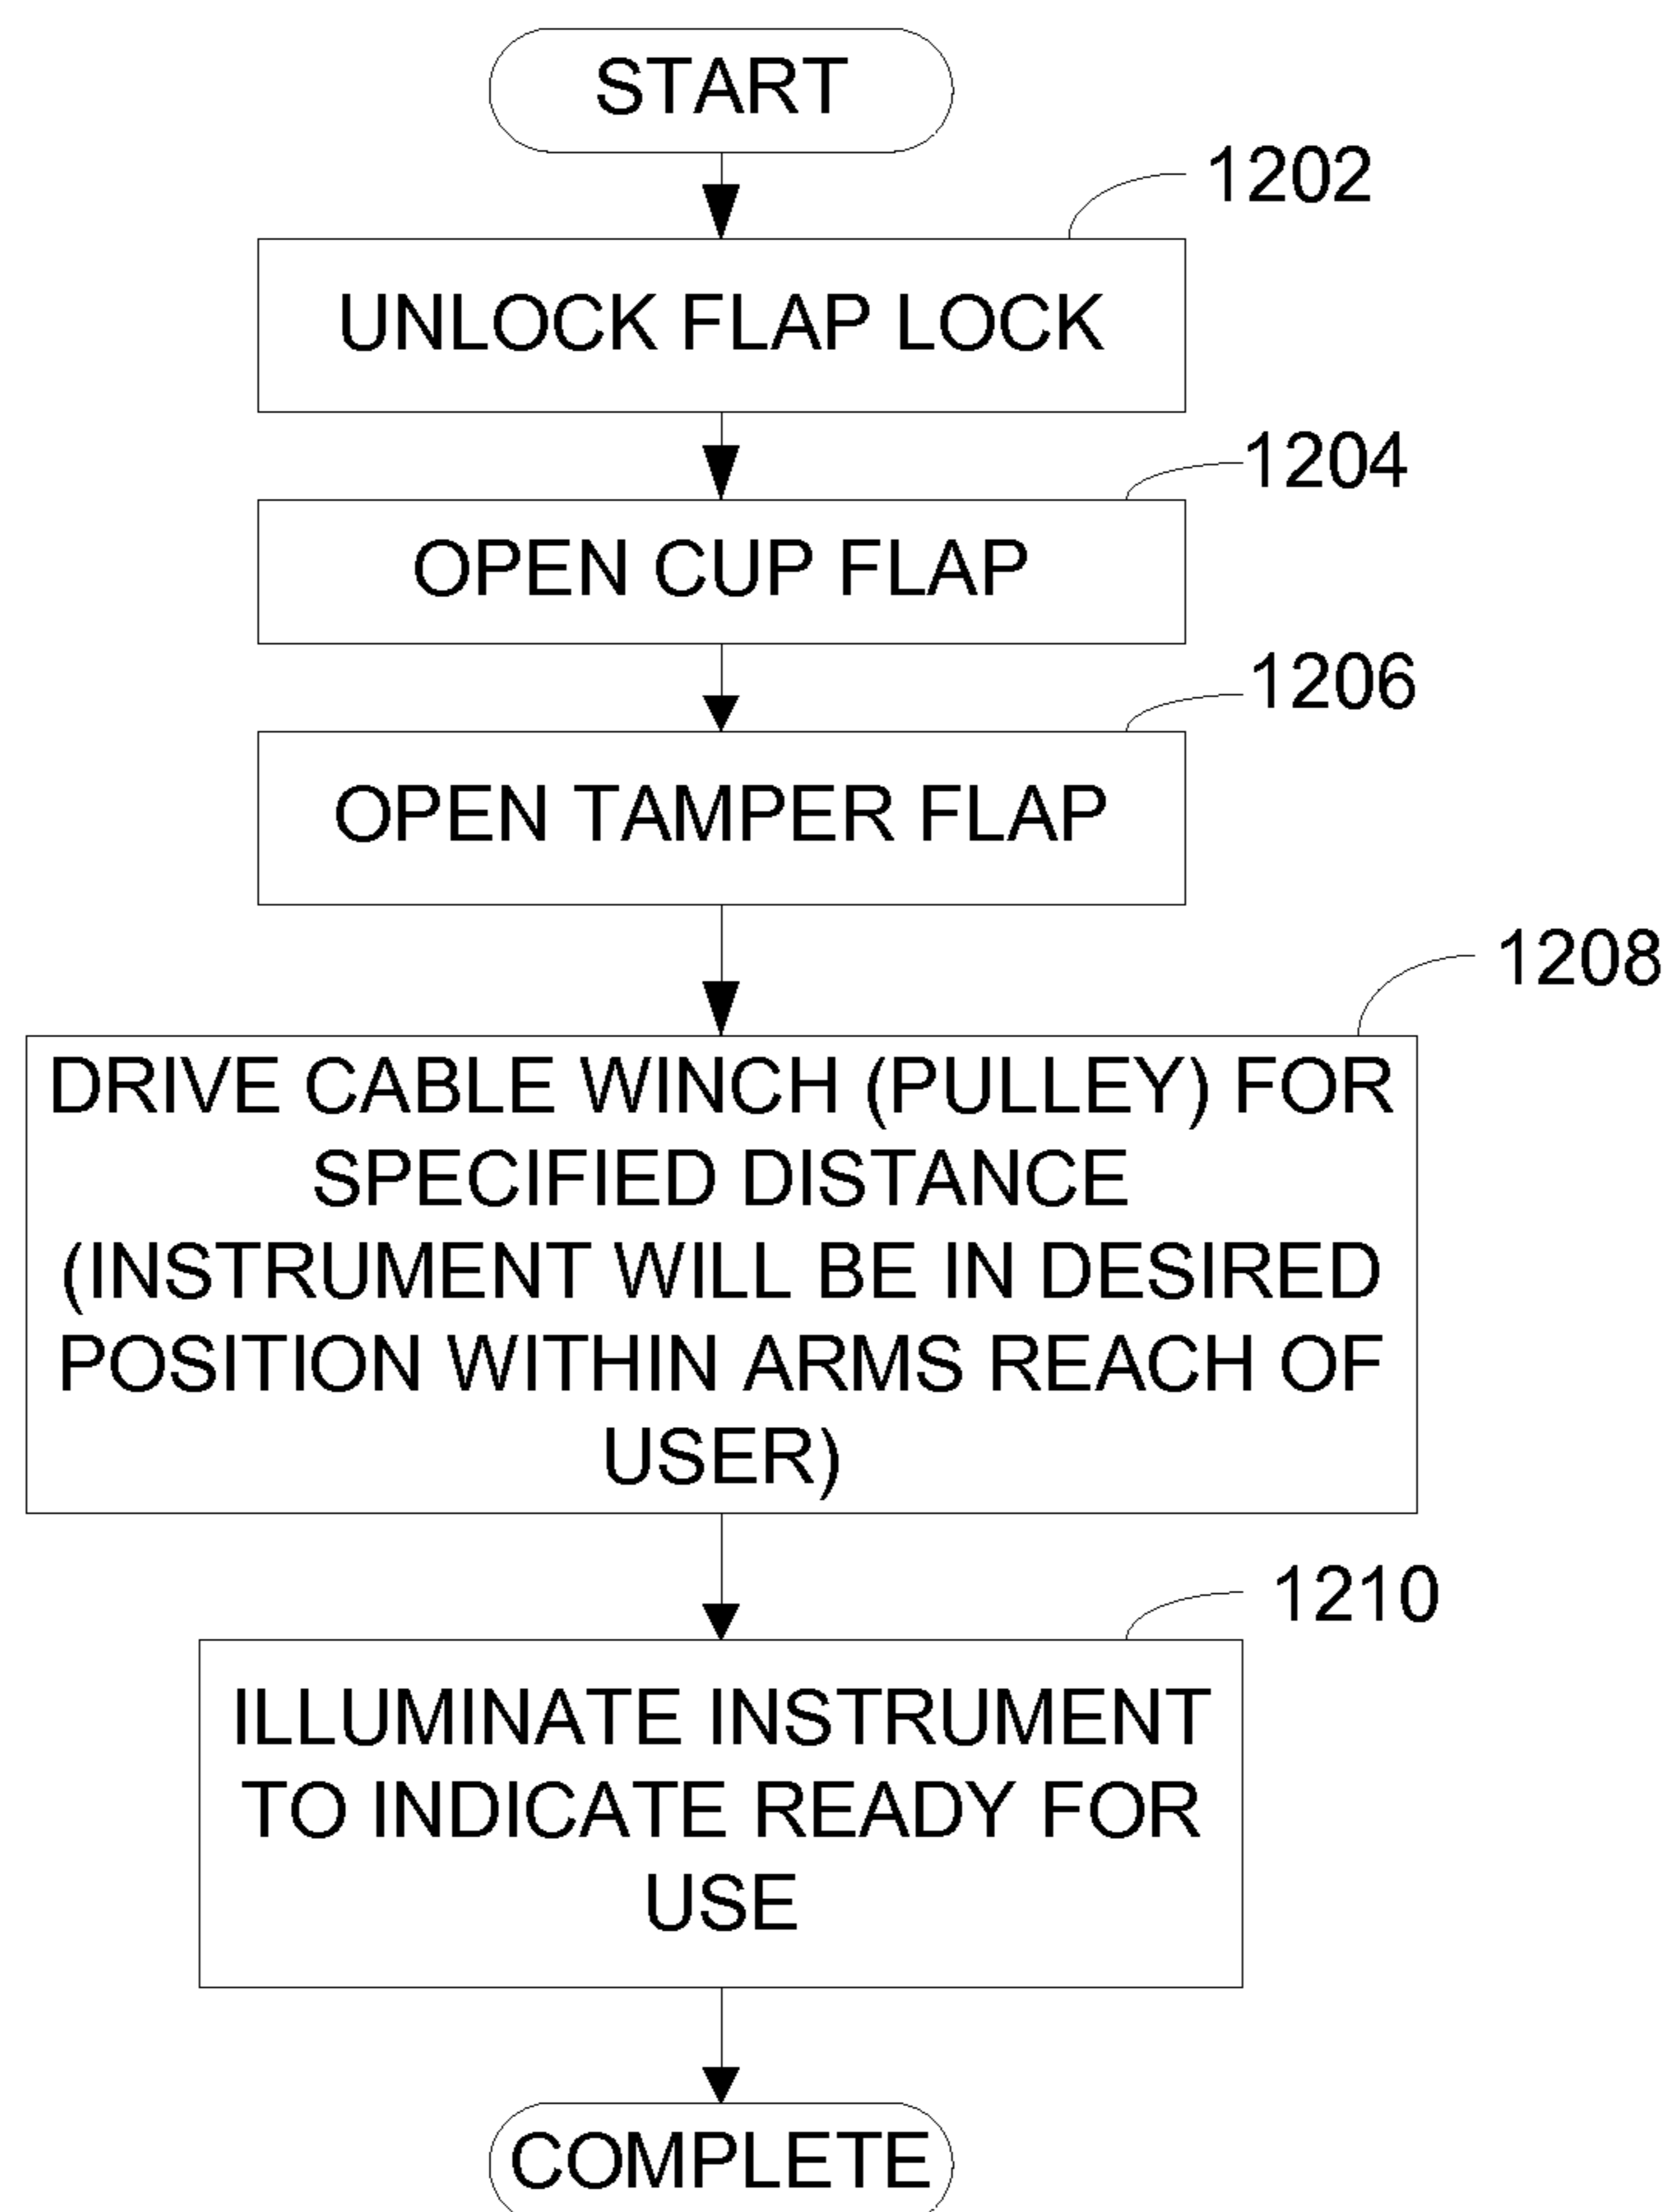 START
1202
UNLOCK FLAP LOCK
1204
OPEN CUP FLAP
1206
OPEN TAMPER FLAP
1208
DRIVE CABLE WINCH (PULLEY) FOR
SPECIFIED DISTANCE
(INSTRUMENT WILL BE IN DESIRED
POSITION WITHIN ARMS REACH OF
USER)
1210
ILLUMINATE INSTRUMENT
TO INDICATE READY FOR
USE
COMPLETE